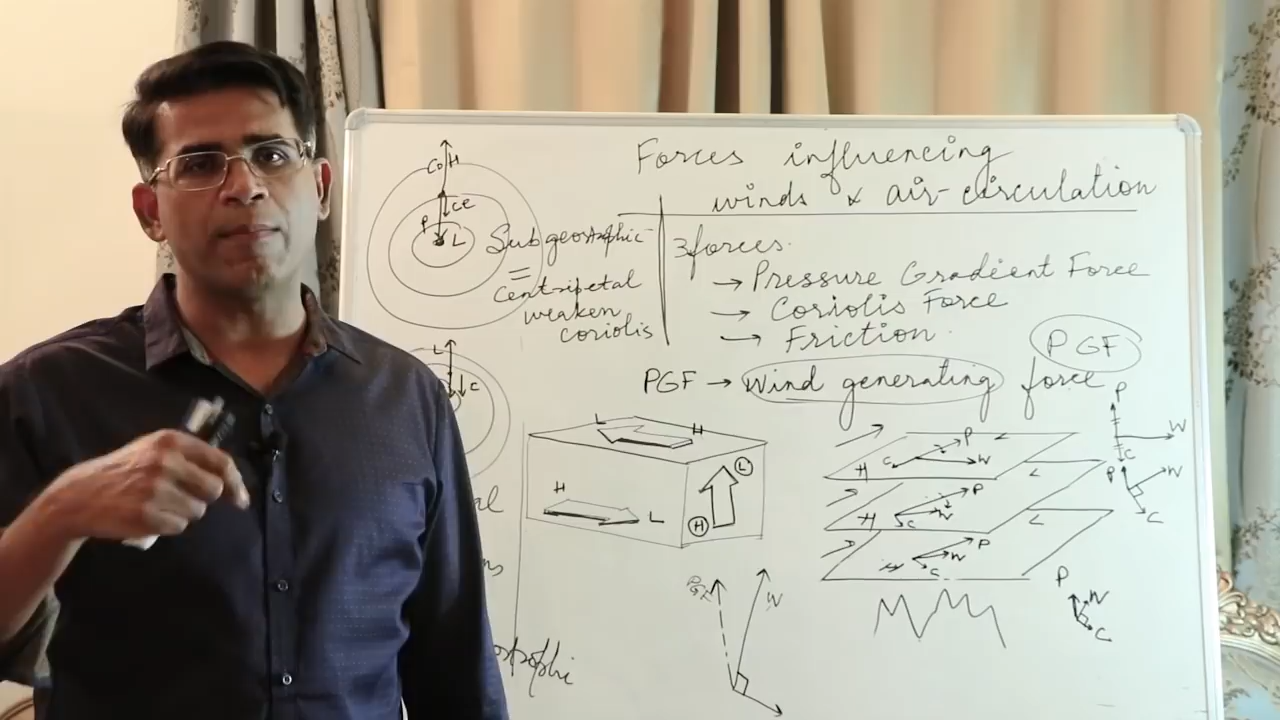 Forces influencing
winds & air-circulation
3 forces.
→ Pressure Gradient Force
→ Coriolis Force
→ Friction.
PGF
PGF → Wind generating force
Co H
Ce
P
L
Subgeostrophic
=
Centripetal
weaken
coriolis
L
C
L H
H L
L
H
P
C W
H L
P
C W
H L
P
C W
H L
P
W
C
P W
C
P W
C
W